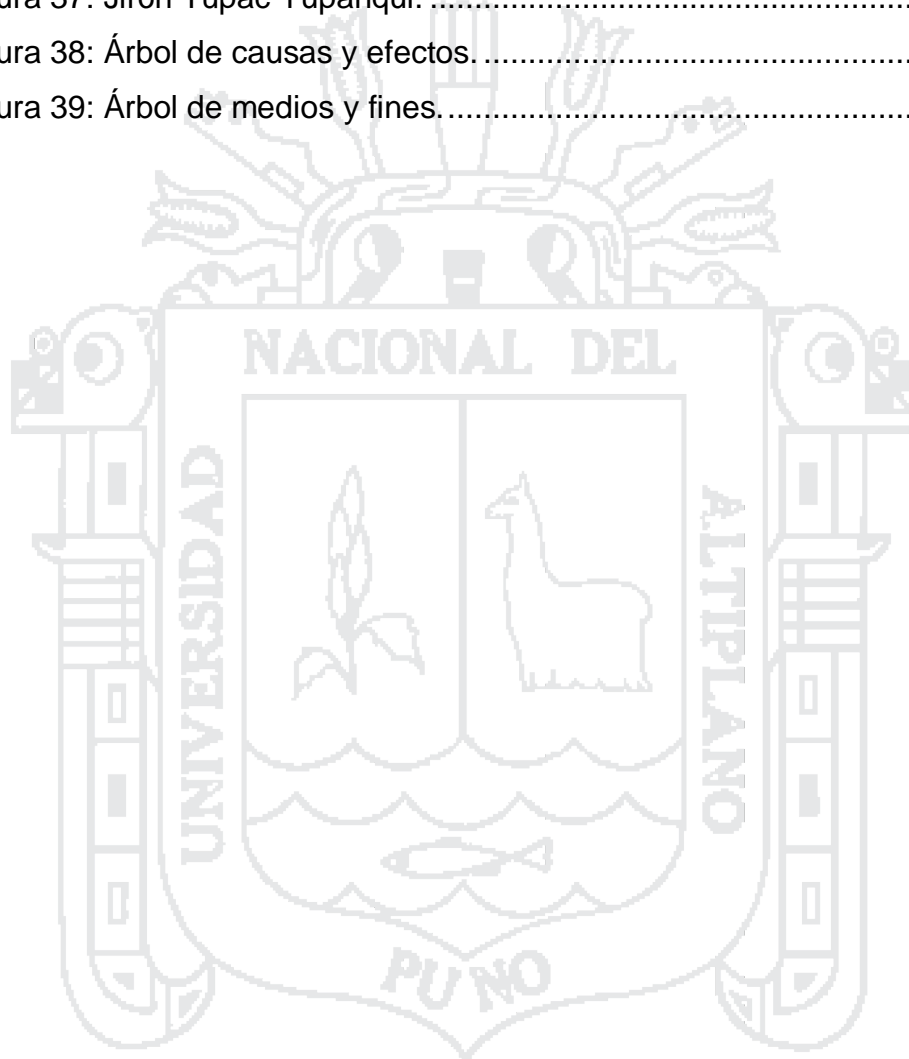 ura 37: Jirón Túpac Yupanqui. ....................................................
ura 38: Árbol de causas y efectos. ....................................................
ura 39: Árbol de medios y fines. ....................................................
NACIONAL DEL
UNIVERSIDAD
ALTIPLANO
PUNO